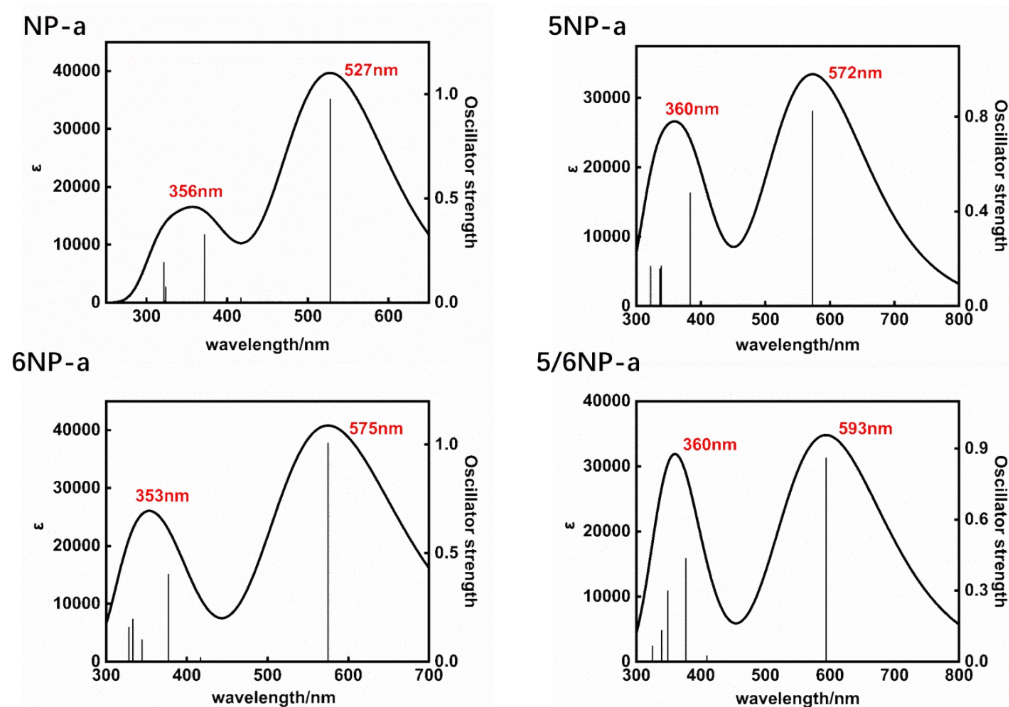 NP-a
40000
30000
20000
10000
0
ε
356nm
527nm
1.0
0.5
0.0
Oscillator strength
300 400 500 600
wavelength/nm
5NP-a
30000
20000
10000
0
ε
360nm
572nm
0.8
0.4
0.0
Oscillator strength
300 400 500 600 700 800
wavelength/nm
6NP-a
40000
30000
20000
10000
0
ε
353nm
575nm
1.0
0.5
0.0
Oscillator strength
300 400 500 600 700
wavelength/nm
5/6NP-a
40000
30000
20000
10000
0
ε
360nm
593nm
0.9
0.6
0.3
0.0
Oscillator strength
300 400 500 600 700 800
wavelength/nm